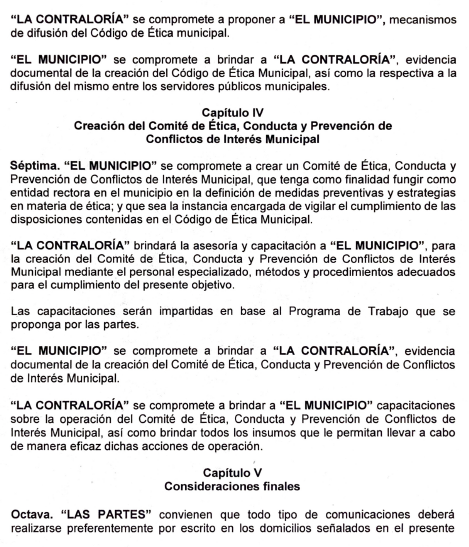 "LA CONTRALORÍA" se compromete a proponer a "EL MUNICIPIO", mecanismos
de difusión del Código de Ética municipal.
"EL MUNICIPIO" se compromete a brindar a "LA CONTRALORÍA", evidencia
documental de la creación del Código de Ética Municipal, así como la respectiva a la
difusión del mismo entre los servidores públicos municipales.
Capítulo IV
Creación del Comité de Ética, Conducta y Prevención de
Conflictos de Interés Municipal
Séptima. "EL MUNICIPIO" se compromete a crear un Comité de Ética, Conducta y
Prevención de Conflictos de Interés Municipal, que tenga como finalidad fungir como
entidad rectora en el municipio en la definición de medidas preventivas y estrategias
en materia de ética; y que sea la instancia encargada de vigilar el cumplimiento de las
disposiciones contenidas en el Código de Ética Municipal.
"LA CONTRALORÍA" brindará la asesoría y capacitación a "EL MUNICIPIO", para
la creación del Comité de Ética, Conducta y Prevención de Conflictos de Interés
Municipal mediante el personal especializado, métodos y procedimientos adecuados
para el cumplimiento del presente objetivo.
Las capacitaciones serán impartidas en base al Programa de Trabajo que se
proponga por las partes.
"EL MUNICIPIO" se compromete a brindar a "LA CONTRALORÍA", evidencia
documental de la creación del Comité de Ética, Conducta y Prevención de Conflictos
de Interés Municipal.
"LA CONTRALORÍA" se compromete a brindar a "EL MUNICIPIO" capacitaciones
sobre la operación del Comité de Ética, Conducta y Prevención de Conflictos de
Interés Municipal, así como brindar todos los insumos que le permitan llevar a cabo
de manera eficaz dichas acciones de operación.
Capítulo V
Consideraciones finales
Octava. "LAS PARTES" convienen que todo tipo de comunicaciones deberá
realizarse preferentemente por escrito en los domicilios señalados en el presente